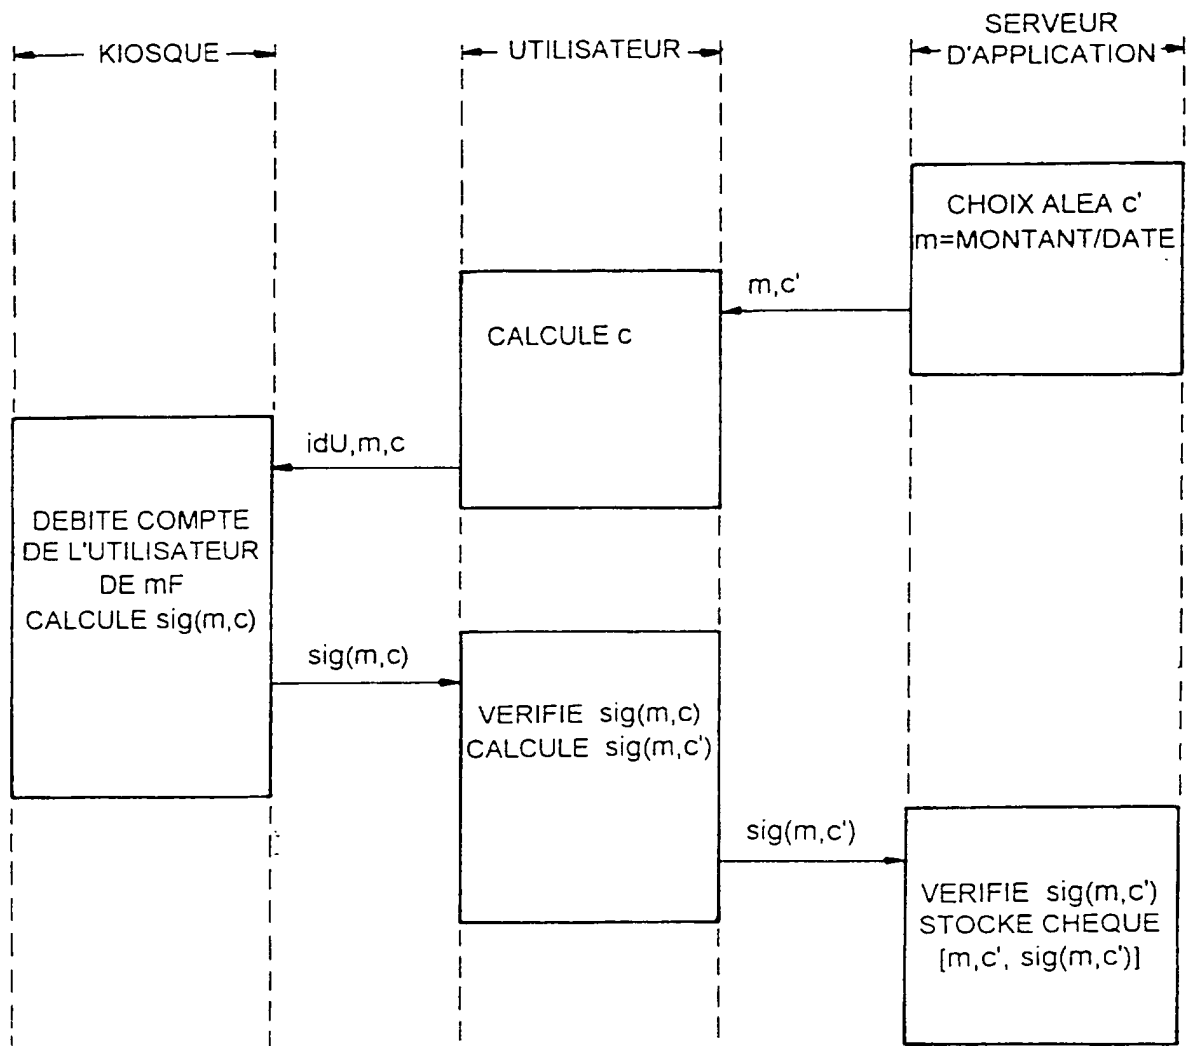 KIOSQUE
UTILISATEUR
SERVEUR
D'APPLICATION
CHOIX ALEA c'
m=MONTANT/DATE
m,c'
CALCULE c
idU,m,c
DEBITE COMPTE
DE L'UTILISATEUR
DE mF
CALCULE sig(m,c)
sig(m,c)
VERIFIE sig(m,c)
CALCULE sig(m,c')
sig(m,c')
VERIFIE sig(m,c')
STOCKE CHEQUE
[m,c', sig(m,c')]